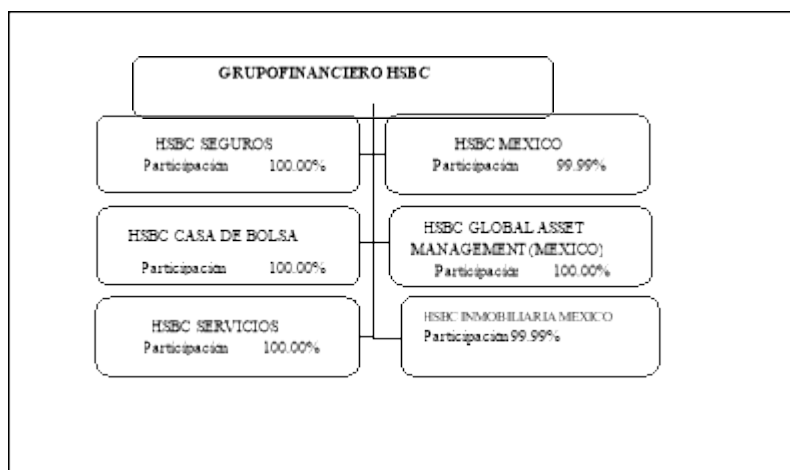 GRUPOFINANCIERO HSBC
HSBC SEGUROS
Participación 100.00%
HSBC MEXICO
Participación 99.99%
HSBC CASA DE BOLSA
Participación 100.00%
HSBC GLOBAL ASSET
MANAGEMENT (MEXICO)
Participación 100.00%
HSBC SERVICIOS
Participación 100.00%
HSBC INMOBILIARIA MEXICO
Participación 99.99%